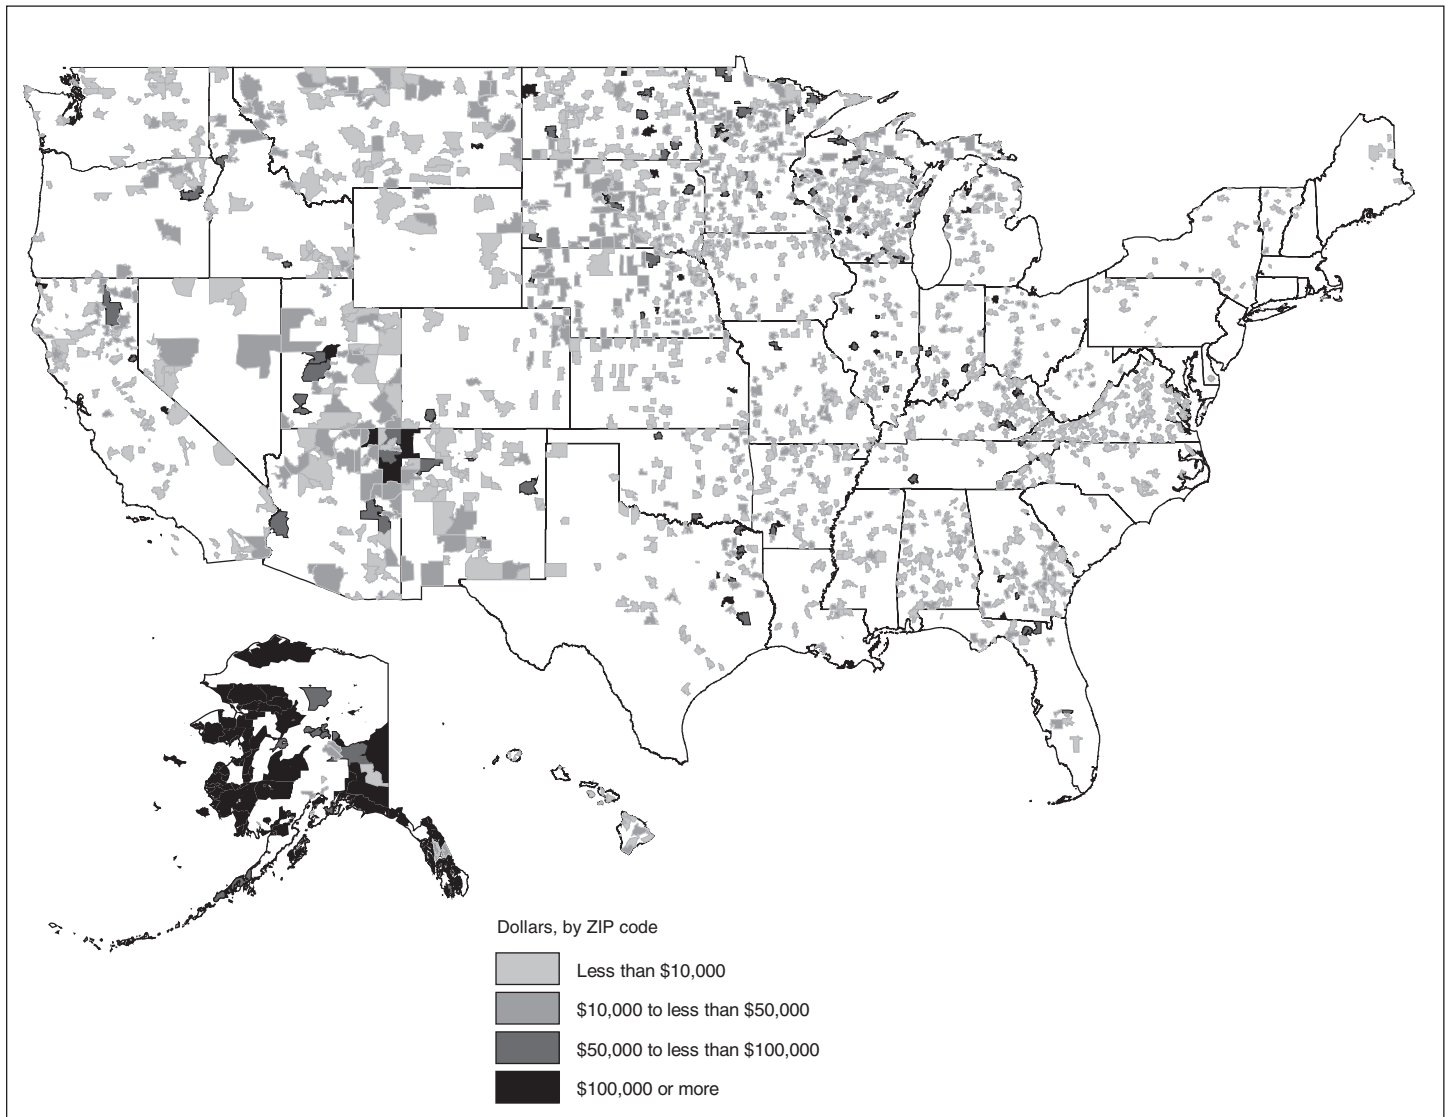 Dollars, by ZIP code
Less than $10,000
$10,000 to less than $50,000
$50,000 to less than $100,000
$100,000 or more